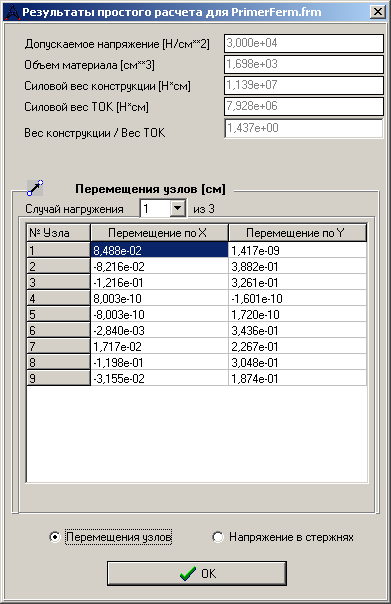 Результаты простого расчета для PrimerFerm.frm
Допускаемое напряжение [Н/см**2] 3,000e+04
Объем материала [см**3] 1,698e+03
Силовой вес конструкции [Н*см] 1,139e+07
Силовой вес ТОК [Н*см] 7,928e+06
Вес конструкции / Вес ТОК 1,437e+00
Перемещения узлов [см]
Случай нагружения 1 из 3
№ Узла Перемещение по X Перемещение по Y
1 8,488e-02 1,417e-09
2 -8,216e-02 3,882e-01
3 -1,216e-01 3,261e-01
4 8,003e-10 -1,601e-10
5 -8,003e-10 1,720e-10
6 -2,840e-03 3,436e-01
7 1,717e-02 2,267e-01
8 -1,198e-01 3,048e-01
9 -3,155e-02 1,874e-01
Перемещения узлов Напряжение в стержнях
OK